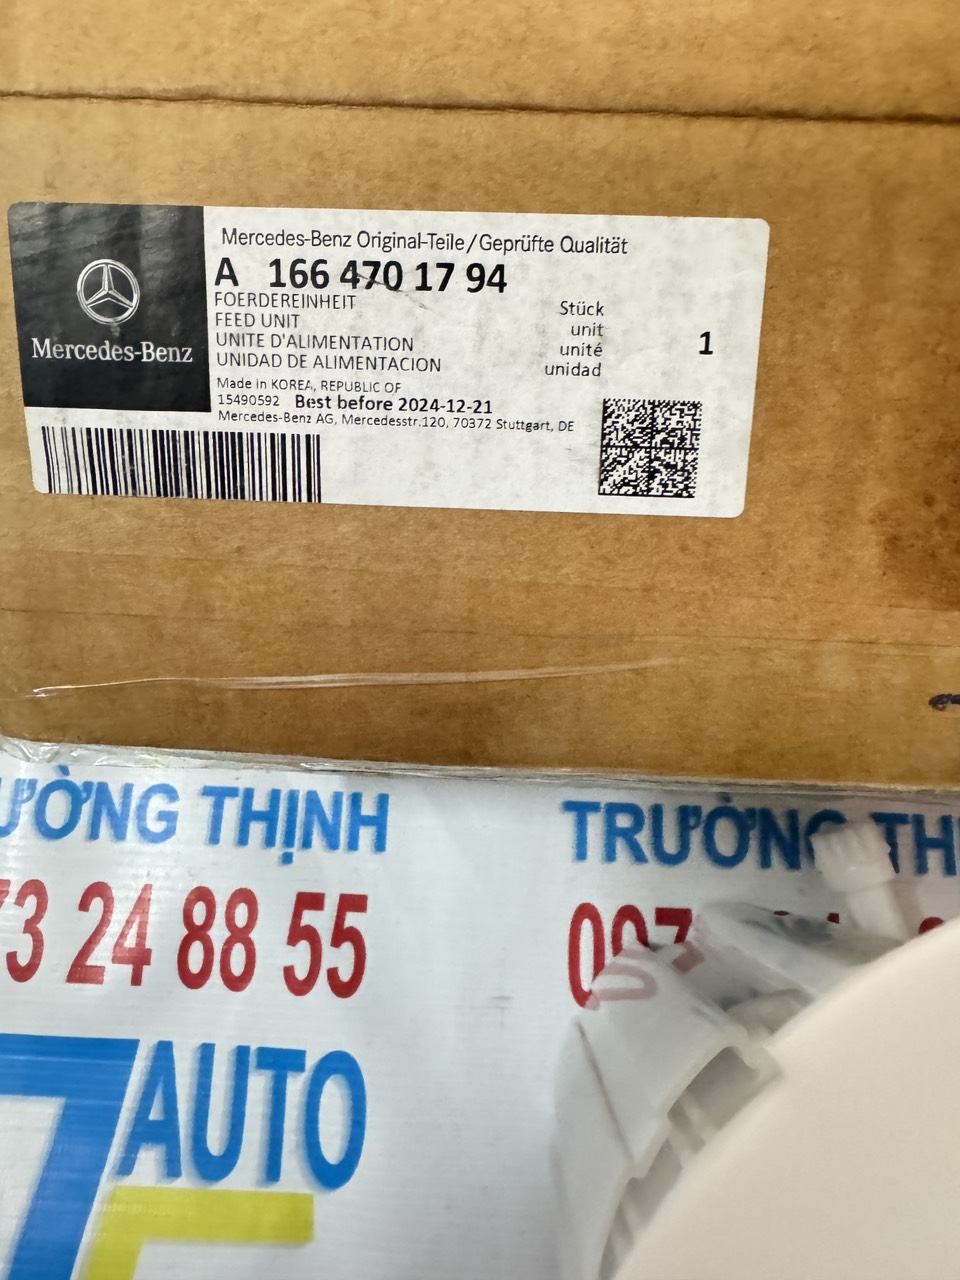 Mercedes-Benz Original-Teile/Geprüfte Qualität
A 166 470 17 94
FOERDEREINHEIT
FEED UNIT
UNITE D'ALIMENTATION
UNIDAD DE ALIMENTACION
Stück
unit
unité
unidad
1
Mercedes-Benz
Made in KOREA, REPUBLIC OF
15490592 Best before 2024-12-21
Mercedes-Benz AG, Mercedesstr.120, 70372 Stuttgart, DE
THỊNH
TRƯỜNG
24 88 55
AUTO